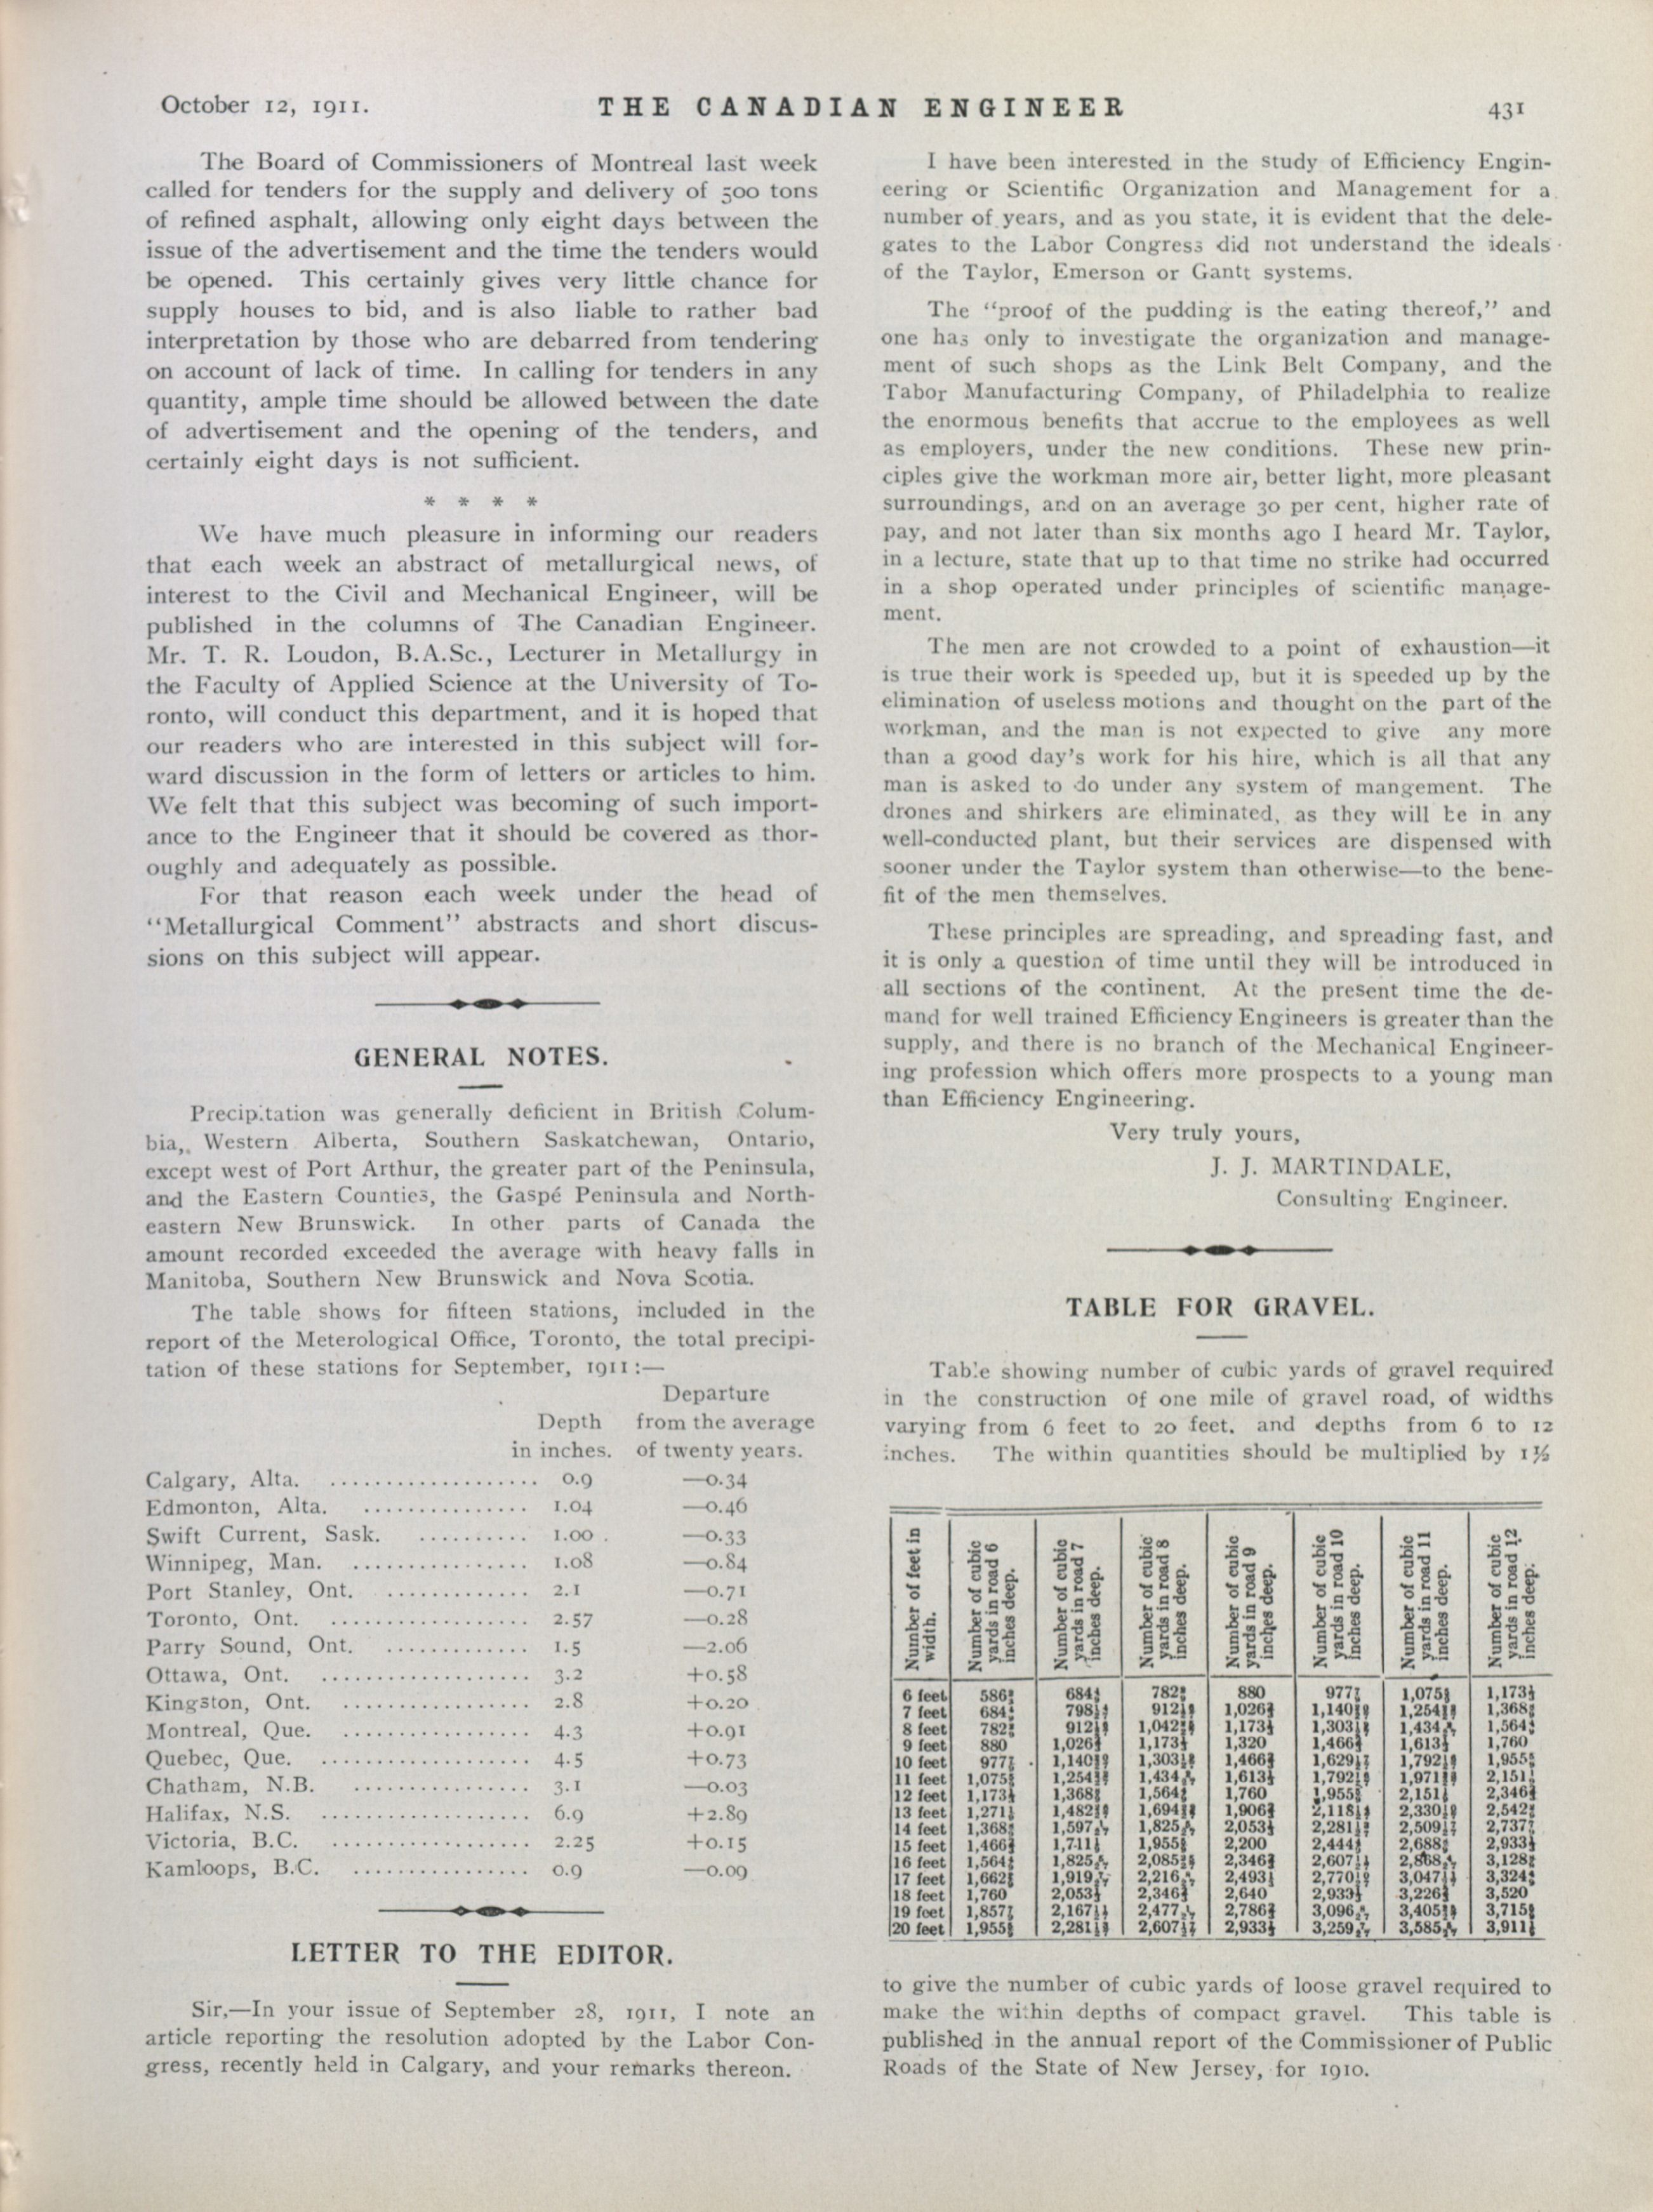 October 12, 1911.
THE CANADIAN ENGINEER
431
The Board of Commissioners of Montreal last week
called for tenders for the supply and delivery of 500 tons
of refined asphalt, allowing only eight days between the
issue of the advertisement and the time the tenders would
be opened. This certainly gives very little chance for
supply houses to bid, and is also liable to rather bad
interpretation by those who are debarred from tendering
on account of lack of time. In calling for tenders in any
quantity, ample time should be allowed between the date
of advertisement and the opening of the tenders, and
certainly eight days is not sufficient.
* * * *
We have much pleasure in informing our readers
that each week an abstract of metallurgical news, of
interest to the Civil and Mechanical Engineer, will be
published in the columns of The Canadian Engineer.
Mr. T. R. Loudon, B.A.Sc., Lecturer in Metallurgy in
the Faculty of Applied Science at the University of To-
ronto, will conduct this department, and it is hoped that
our readers who are interested in this subject will for-
ward discussion in the form of letters or articles to him.
We felt that this subject was becoming of such import-
ance to the Engineer that it should be covered as thor-
oughly and adequately as possible.
For that reason each week under the head of
"Metallurgical Comment" abstracts and short discus-
sions on this subject will appear.
GENERAL NOTES.
Precipitation was generally deficient in British Colum-
bia, Western Alberta, Southern Saskatchewan, Ontario,
except west of Port Arthur, the greater part of the Peninsula,
and the Eastern Counties, the Gaspé Peninsula and North-
eastern New Brunswick. In other parts of Canada the
amount recorded exceeded the average with heavy falls in
Manitoba, Southern New Brunswick and Nova Scotia.
The table shows for fifteen stations, included in the
report of the Meterological Office, Toronto, the total precipi-
tation of these stations for September, 1911:—
Departure
Depth from the average
in inches. of twenty years.
Calgary, Alta. .................... 0.9 —0.34
Edmonton, Alta. ............... 1.04 —0.46
Swift Current, Sask. .......... 1.00 —0.33
Winnipeg, Man. ................ 1.08 —0.84
Port Stanley, Ont. ............. 2.1 —0.71
Toronto, Ont. ................... 2.57 —0.28
Parry Sound, Ont. ............. 1.5 —2.06
Ottawa, Ont. .................... 3.2 +0.58
Kingston, Ont. .................. 2.8 +0.20
Montreal, Que. .................. 4.3 +0.91
Quebec, Que. .................... 4.5 +0.73
Chatham, N.B. ................. 3.1 —0.03
Halifax, N.S. .................... 6.9 +2.89
Victoria, B.C. ................... 2.25 +0.15
Kamloops, B.C. ................. 0.9 —0.09
LETTER TO THE EDITOR.
Sir,—In your issue of September 28, 1911, I note an
article reporting the resolution adopted by the Labor Con-
gress, recently held in Calgary, and your remarks thereon.
I have been interested in the study of Efficiency Engin-
eering or Scientific Organization and Management for a
number of years, and as you state, it is evident that the dele-
gates to the Labor Congress did not understand the ideals
of the Taylor, Emerson or Gantt systems.
The "proof of the pudding is the eating thereof," and
one has only to investigate the organization and manage-
ment of such shops as the Link Belt Company, and the
Tabor Manufacturing Company, of Philadelphia to realize
the enormous benefits that accrue to the employees as well
as employers, under the new conditions. These new prin-
ciples give the workman more air, better light, more pleasant
surroundings, and on an average 30 per cent, higher rate of
pay, and not later than six months ago I heard Mr. Taylor,
in a lecture, state that up to that time no strike had occurred
in a shop operated under principles of scientific manage-
ment.
The men are not crowded to a point of exhaustion—it
is true their work is speeded up, but it is speeded up by the
elimination of useless motions and thought on the part of the
workman, and the man is not expected to give any more
than a good day's work for his hire, which is all that any
man is asked to do under any system of mangement. The
drones and shirkers are eliminated, as they will be in any
well-conducted plant, but their services are dispensed with
sooner under the Taylor system than otherwise—to the bene-
fit of the men themselves.
These principles are spreading, and spreading fast, and
it is only a question of time until they will be introduced in
all sections of the continent. At the present time the de-
mand for well trained Efficiency Engineers is greater than the
supply, and there is no branch of the Mechanical Engineer-
ing profession which offers more prospects to a young man
than Efficiency Engineering.
Very truly yours,
J. J. MARTINDALE,
Consulting Engineer.
TABLE FOR GRAVEL.
Table showing number of cubic yards of gravel required
in the construction of one mile of gravel road, of widths
varying from 6 feet to 20 feet, and depths from 6 to 12
inches. The within quantities should be multiplied by 1½
Number of feet in width.
Number of cubic yards in road 6 inches deep.
Number of cubic yards in road 7 inches deep.
Number of cubic yards in road 8 inches deep.
Number of cubic yards in road 9 inches deep.
Number of cubic yards in road 10 inches deep.
Number of cubic yards in road 11 inches deep.
Number of cubic yards in road 12 inches deep.
6 feet 880
7 feet
8 feet
9 feet 880 1,320 1,760
10 feet
11 feet
12 feet 1,760
13 feet
14 feet
15 feet 2,200
16 feet
17 feet
18 feet 1,760 2,640 3,520
19 feet
20 feet
to give the number of cubic yards of loose gravel required to
make the within depths of compact gravel. This table is
published in the annual report of the Commissioner of Public
Roads of the State of New Jersey, for 1910.